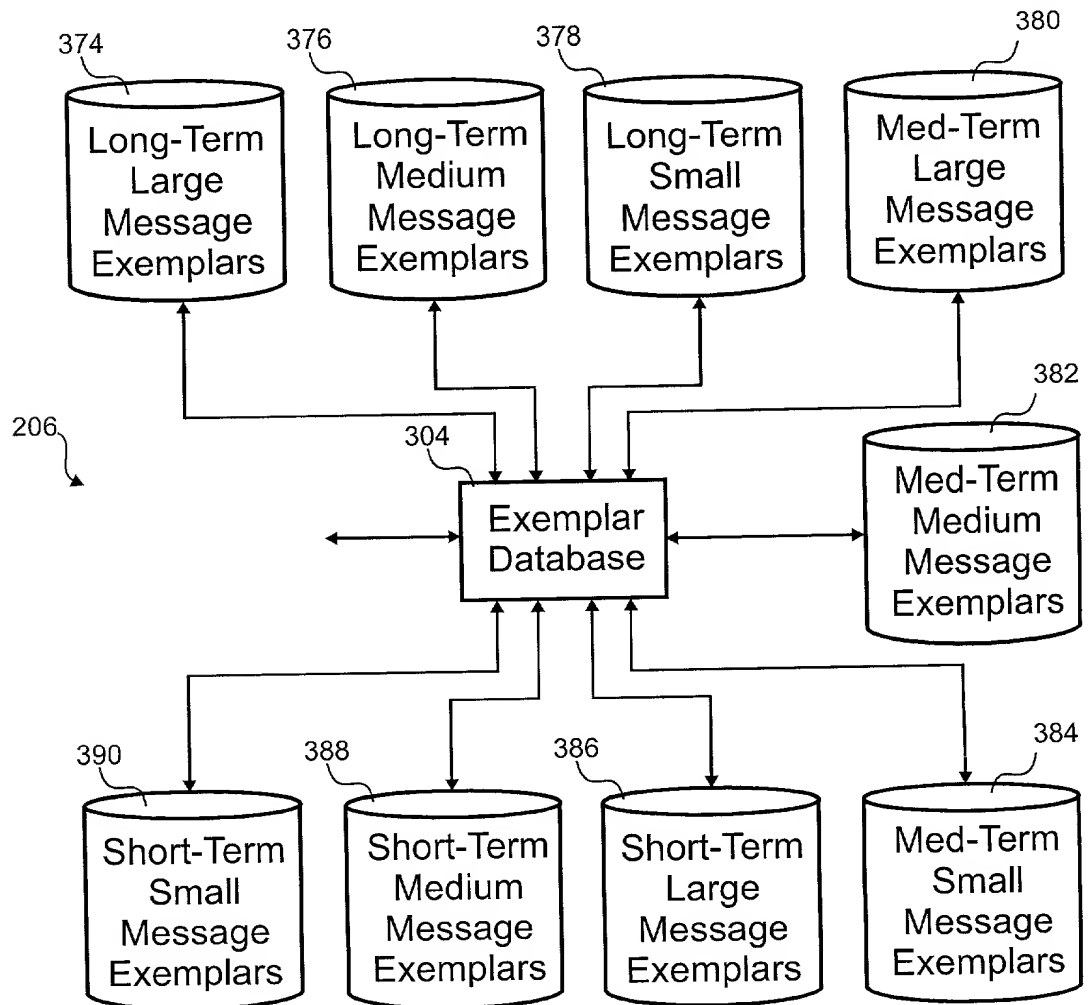 374
376
378
380
Long-Term
Large
Message
Exemplars
Long-Term
Medium
Message
Exemplars
Long-Term
Small
Message
Exemplars
Med-Term
Large
Message
Exemplars
382
206
304
Exemplar
Database
Med-Term
Medium
Message
Exemplars
390
388
386
384
Short-Term
Small
Message
Exemplars
Short-Term
Medium
Message
Exemplars
Short-Term
Large
Message
Exemplars
Med-Term
Small
Message
Exemplars